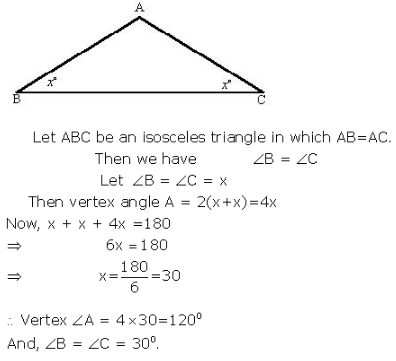 A
x° x°
B C
Let ABC be an isosceles triangle in which AB=AC.
Then we have ∠B = ∠C
Let ∠B = ∠C = x
Then vertex angle A = 2(x+x)=4x
Now, x + x + 4x =180
⇒ 6x = 180
⇒ x=180/6=30
∴ Vertex ∠A = 4×30=120⁰
And, ∠B = ∠C = 30⁰.